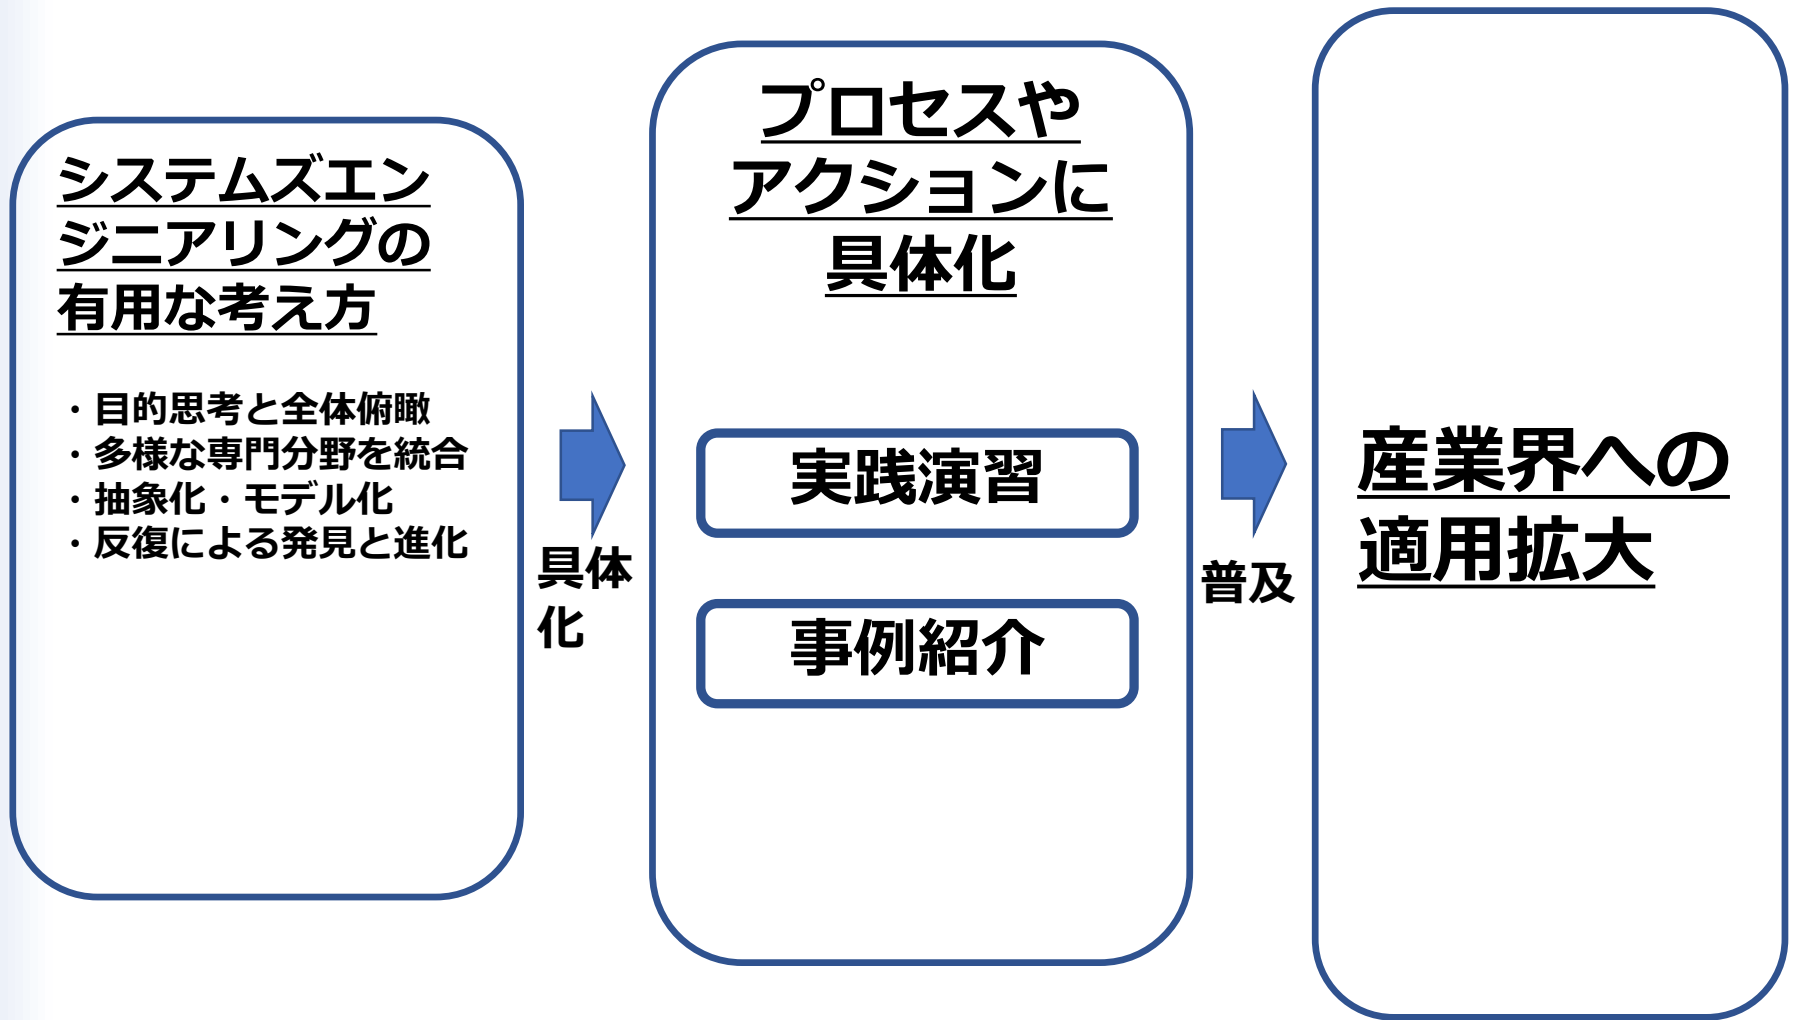 システムズエン
ジニアリングの
有用な考え方
・目的思考と全体俯瞰
・多様な専門分野を統合
・抽象化・モデル化
・反復による発見と進化
具体
化
プロセスや
アクションに
具体化
実践演習
事例紹介
普及
産業界への
適用拡大